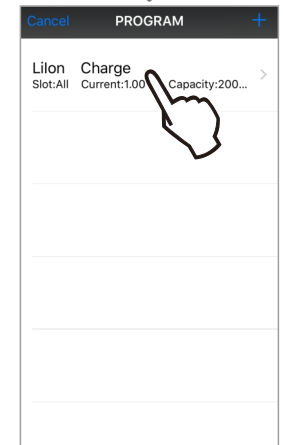 Cancel PROGRAM +
LiIon Charge
Slot:All Current:1.00 Capacity:200...